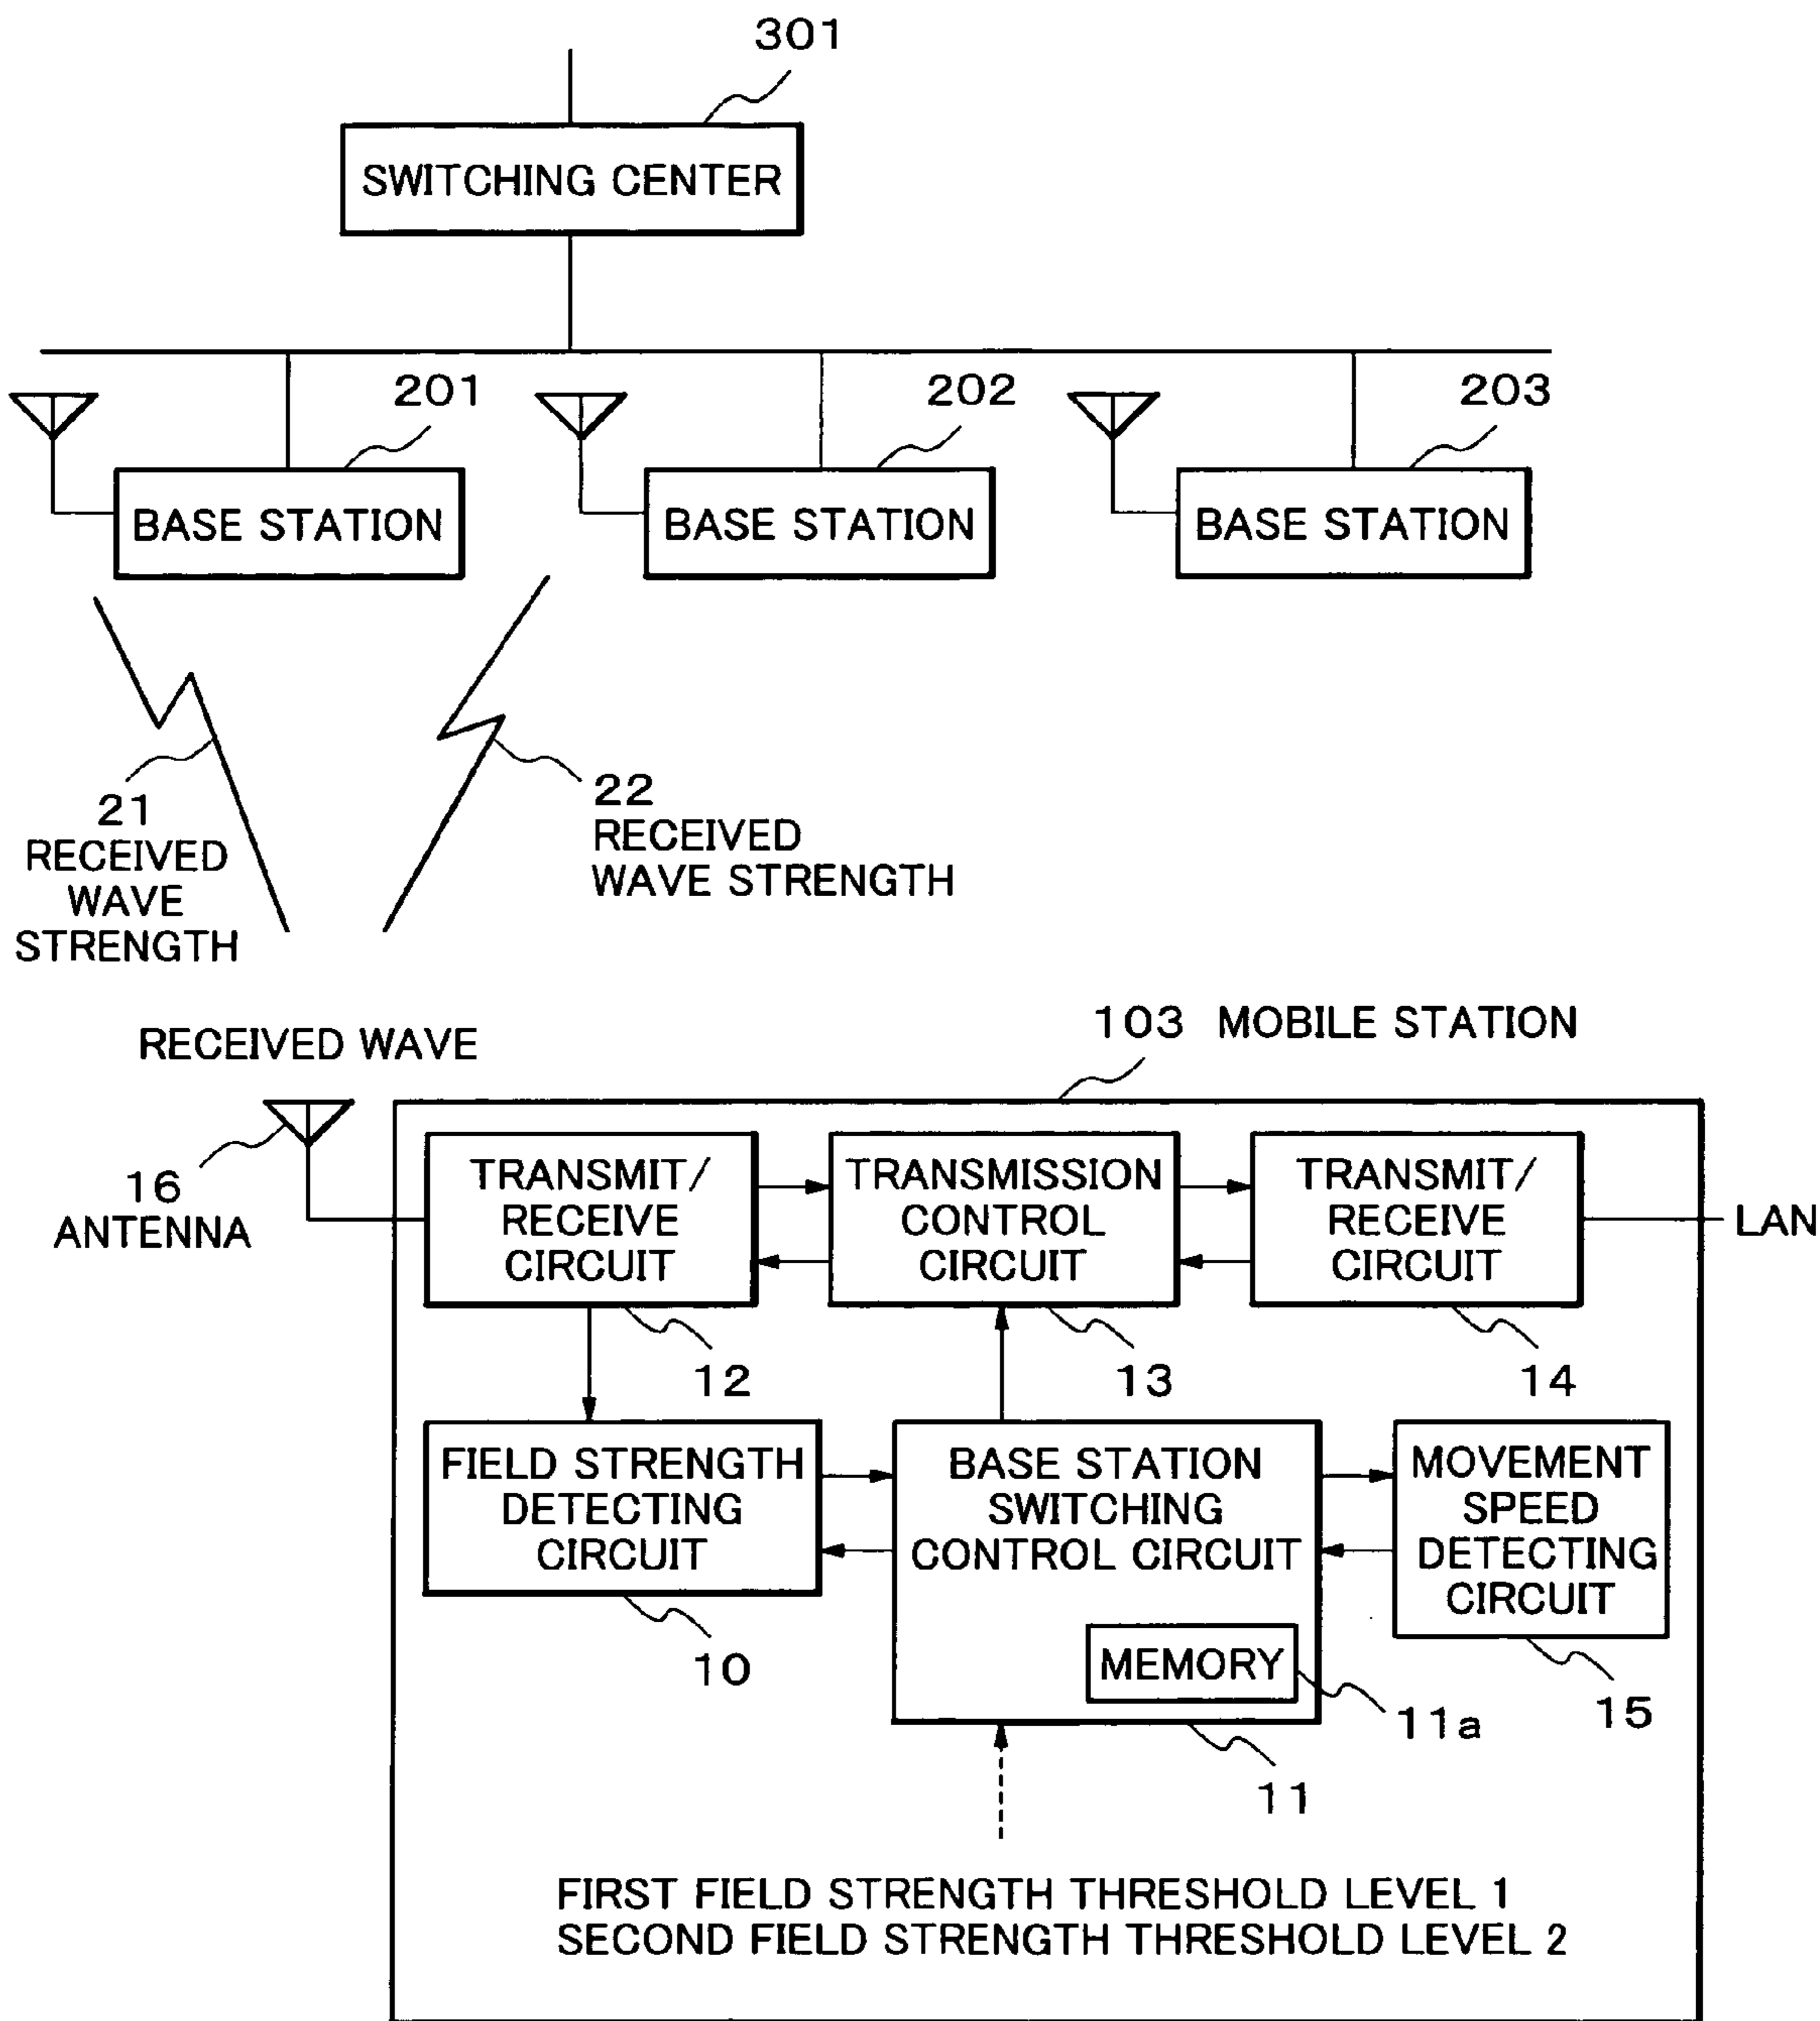 301
SWITCHING CENTER
201
202
203
BASE STATION
BASE STATION
BASE STATION
21
RECEIVED
WAVE
STRENGTH
22
RECEIVED
WAVE STRENGTH
RECEIVED WAVE
103 MOBILE STATION
16
ANTENNA
TRANSMIT/
RECEIVE
CIRCUIT
TRANSMISSION
CONTROL
CIRCUIT
TRANSMIT/
RECEIVE
CIRCUIT
LAN
12
13
14
FIELD STRENGTH
DETECTING
CIRCUIT
BASE STATION
SWITCHING
CONTROL CIRCUIT
MOVEMENT
SPEED
DETECTING
CIRCUIT
MEMORY
10
11a
15
11
FIRST FIELD STRENGTH THRESHOLD LEVEL 1
SECOND FIELD STRENGTH THRESHOLD LEVEL 2